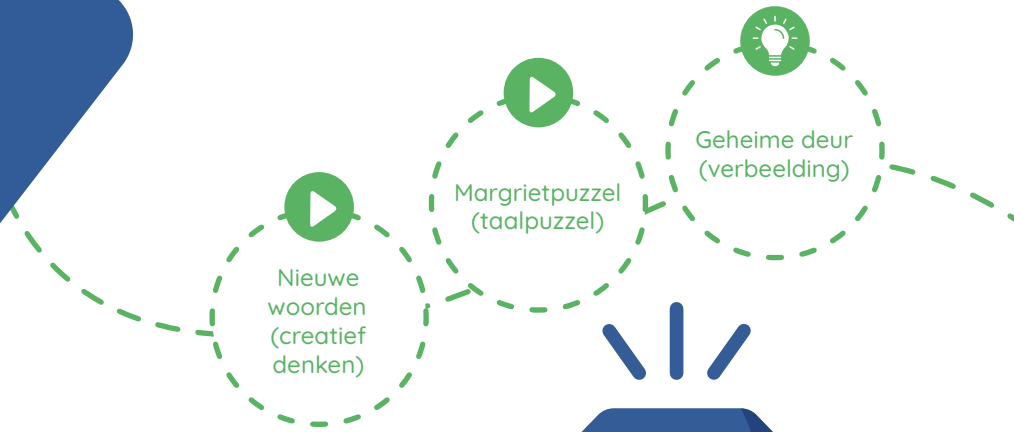 Nieuwe
woorden
(creatief
denken)
Margrietpuzzel
(taalpuzzel)
Geheime deur
(verbeelding)